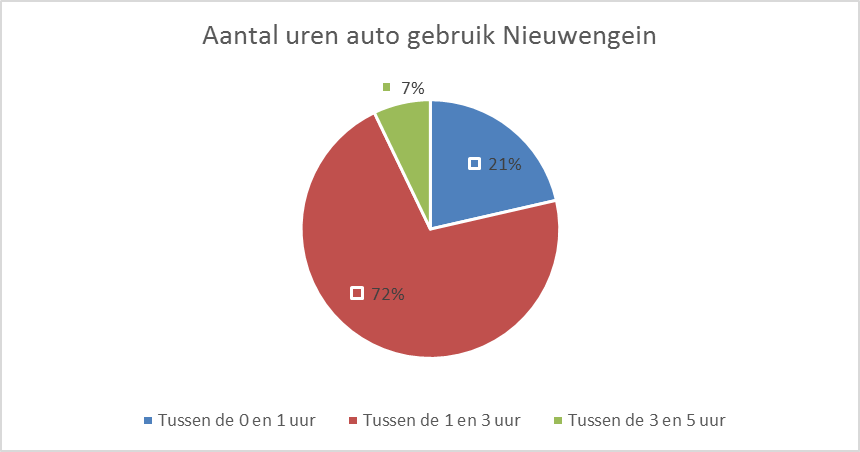 Aantal uren auto gebruik Nieuwengein
7%
21%
72%
Tussen de 0 en 1 uur Tussen de 1 en 3 uur Tussen de 3 en 5 uur